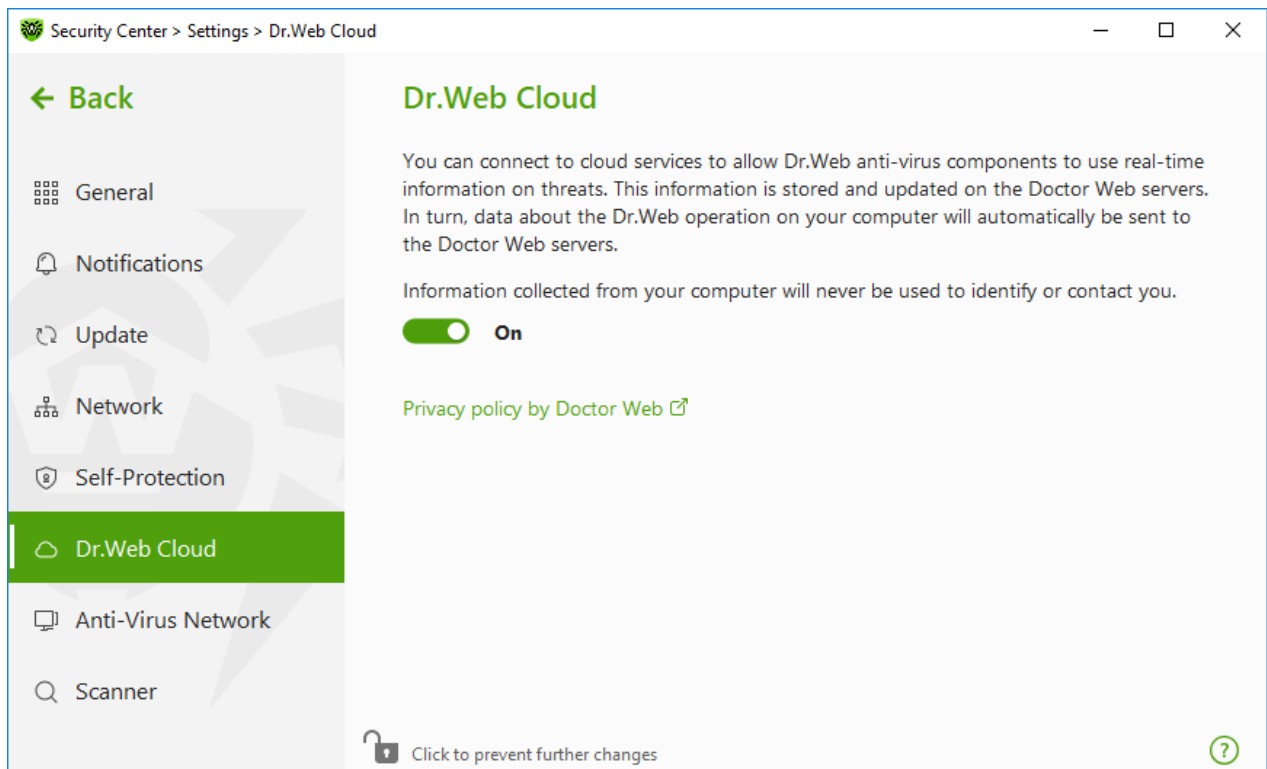 Security Center > Settings > Dr.Web Cloud
Back
General
Notifications
Update
Network
Self-Protection
Dr.Web Cloud
Anti-Virus Network
Scanner
Dr.Web Cloud
You can connect to cloud services to allow Dr.Web anti-virus components to use real-time
information on threats. This information is stored and updated on the Doctor Web servers.
In turn, data about the Dr.Web operation on your computer will automatically be sent to
the Doctor Web servers.
Information collected from your computer will never be used to identify or contact you.
On
Privacy policy by Doctor Web
Click to prevent further changes
?